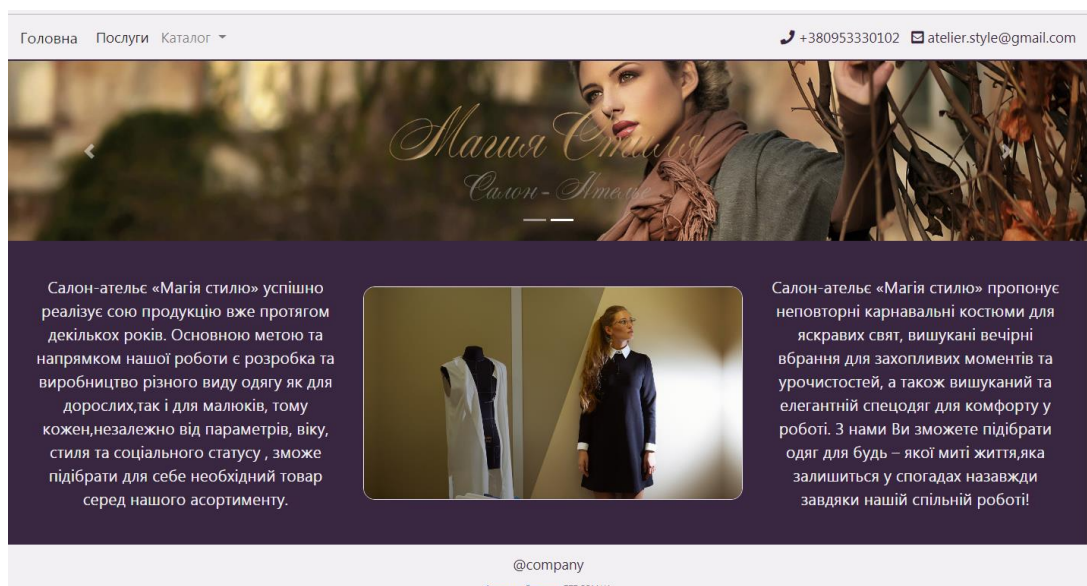 Головна Послуги Каталог
+380953330102 atelier.style@gmail.com
Магия Стиля
Салон-Ателье
Салон-ательє «Магія стилю» успішно
реалізує сою продукцію вже протягом
декількох років. Основною метою та
напрямком нашої роботи є розробка та
виробництво різного виду одягу як для
дорослих,так і для малюків, тому
кожен,незалежно від параметрів, віку,
стиля та соціального статусу , зможе
підібрати для себе необхідний товар
серед нашого асортименту.
Салон-ательє «Магія стилю» пропонує
неповторні карнавальні костюми для
яскравих свят, вишукані вечірні
вбрання для захопливих моментів та
урочистостей, а також вишуканий та
елегантній спецодяг для комфорту у
роботі. З нами Ви зможете підібрати
одяг для будь – якої миті життя,яка
залишиться у спогадах назавжди
завдяки нашій спільній роботі!
@company